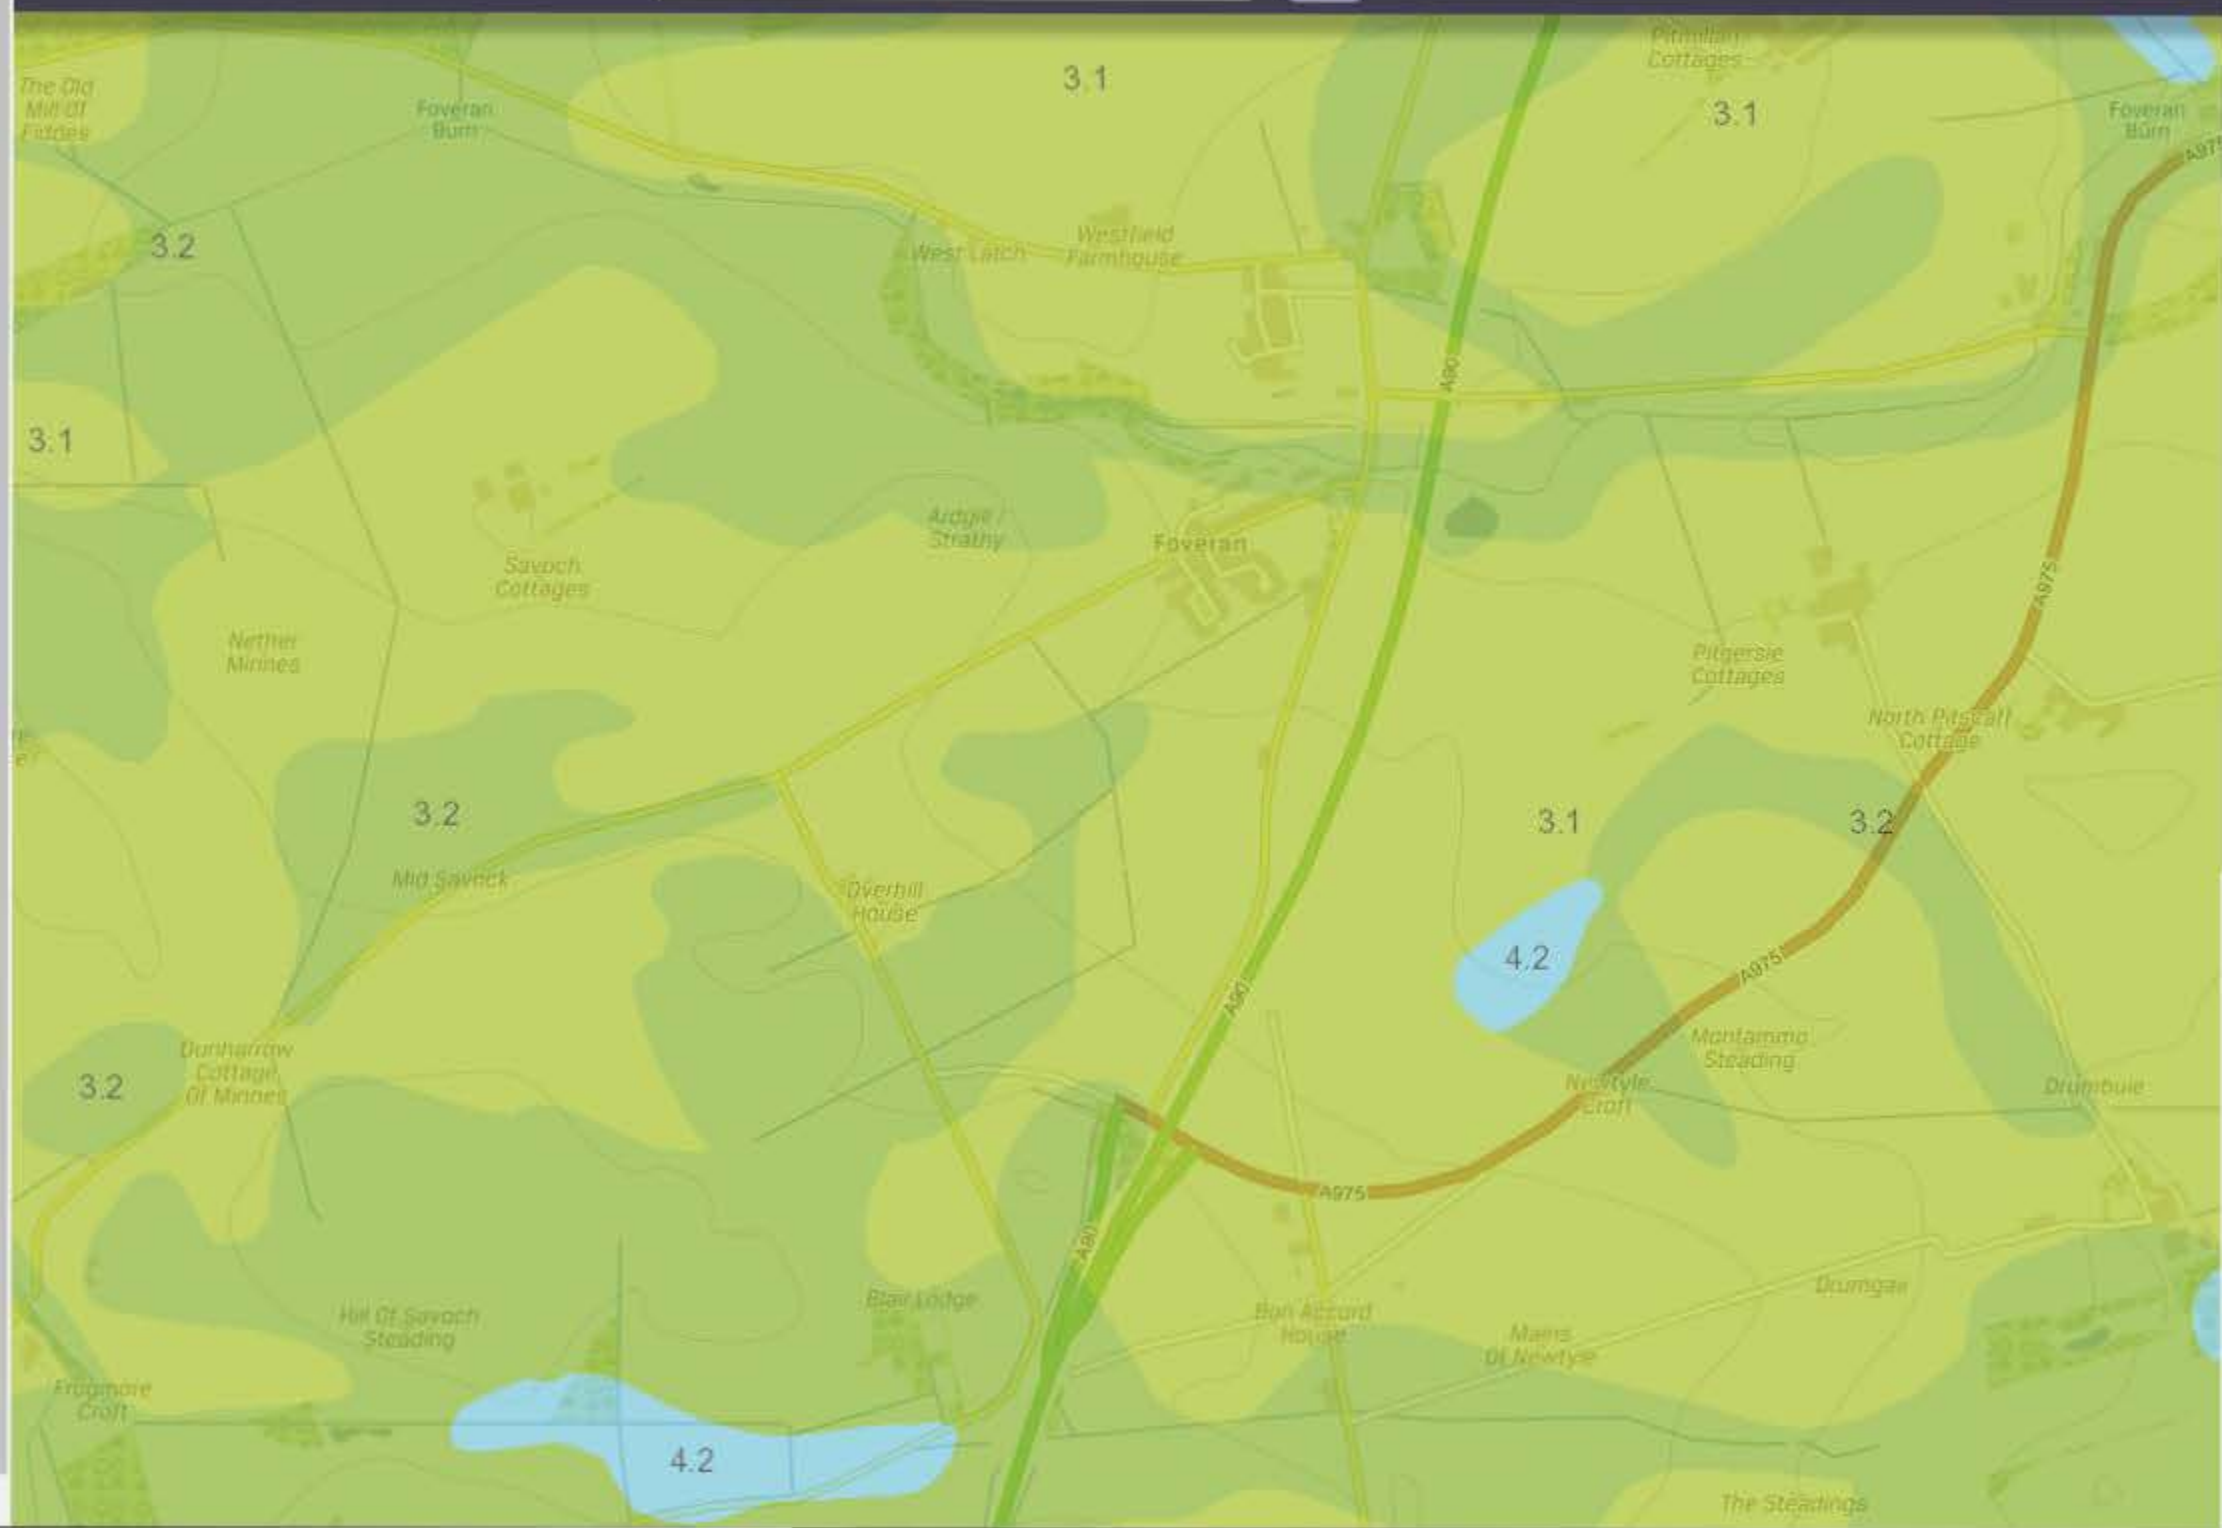 Pitmillan
Cottages
3.1
The Old
Mill Of
Fiddes
Foveran
Burn
3.1
Foveran
Burn
A975
3.2
West Latch
Westfield
Farmhouse
A90
3.1
Ardgill /
Strathy
Foveran
Savoch
Cottages
A975
Nether
Minnes
Pitgersie
Cottages
North Pitscaff
Cottage
3.2
3.1
3.2
Mid Savock
Overhill
House
4.2
A975
A90
Dunharrow
Cottage
Of Minnes
3.2
Montammo
Steading
Newtyle
Croft
Drumbuie
A975
A90
Hill Of Savoch
Steading
Blair Lodge
Bon Accord
House
Drumgae
Mains
Of Newtyle
Frogmore
Croft
4.2
The Steadings